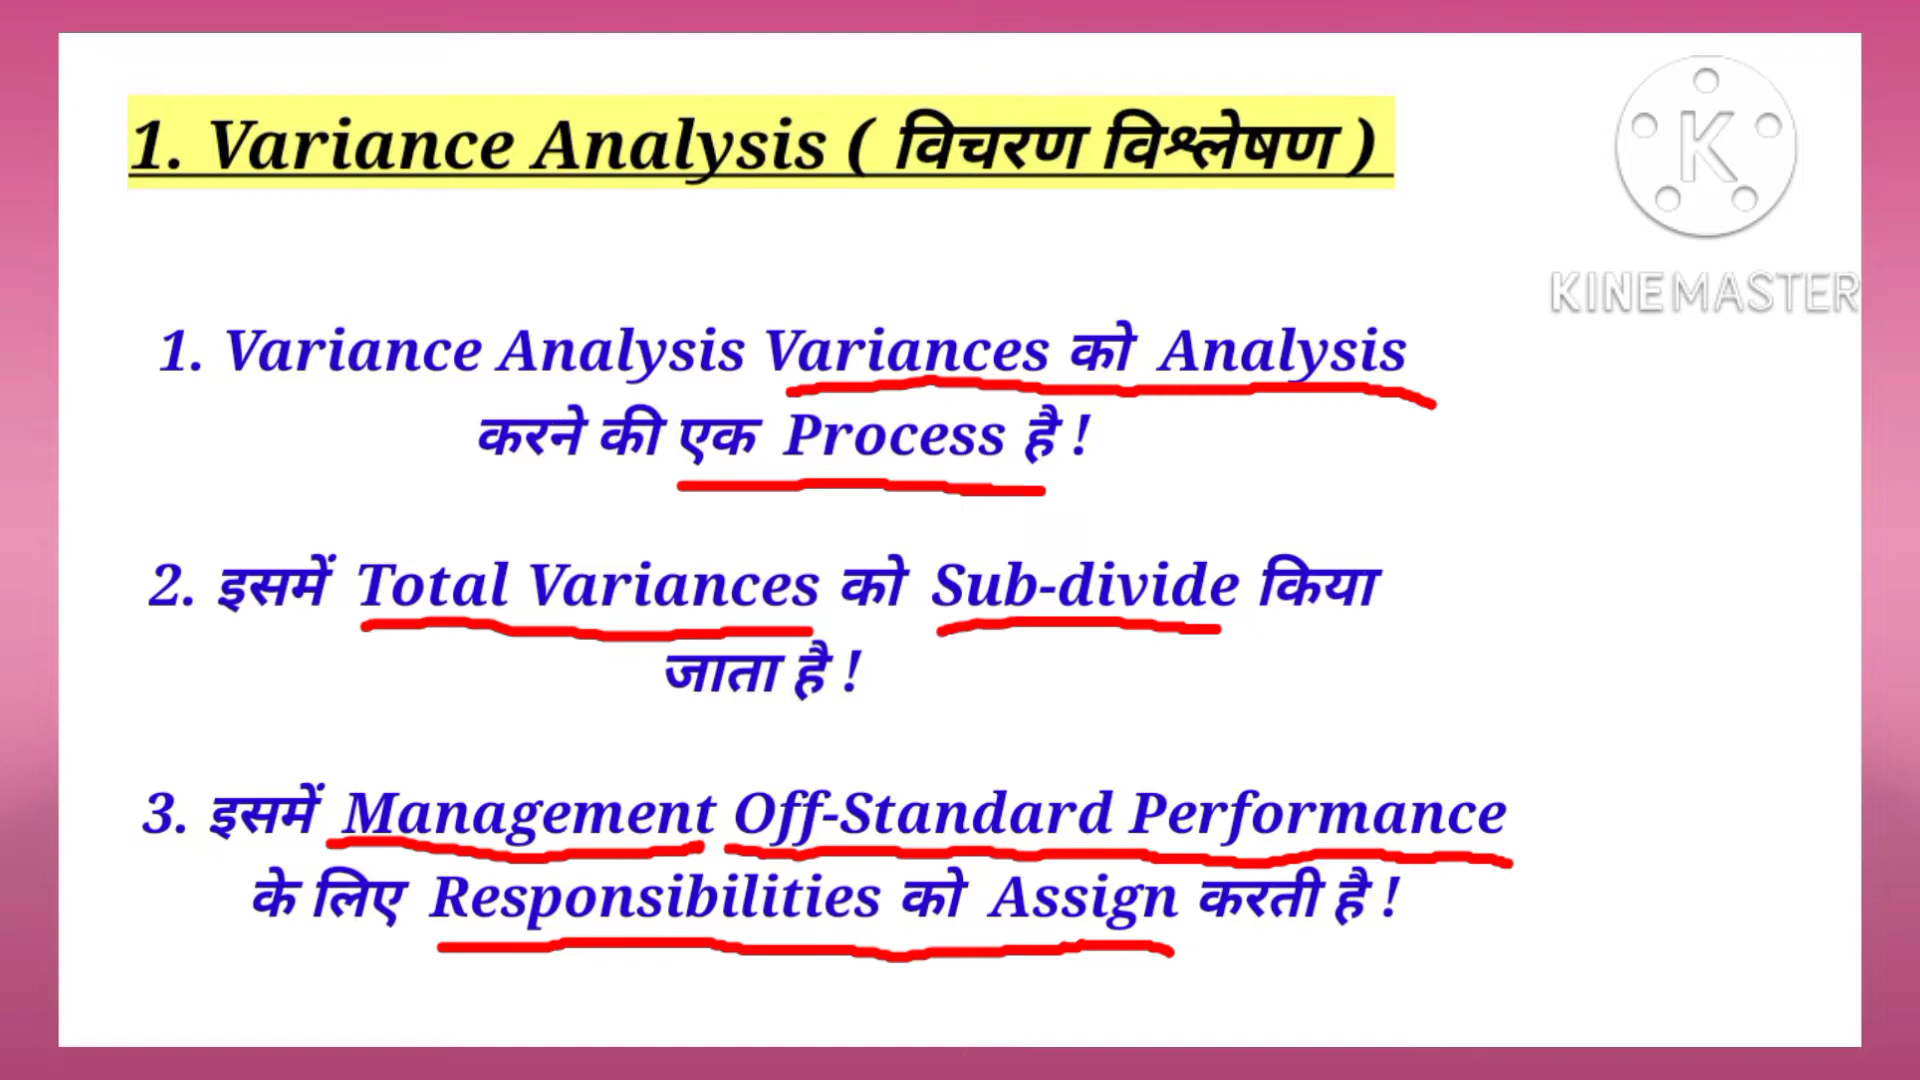 1. Variance Analysis ( विचरण विश्लेषण )
K
KINEMASTER
1. Variance Analysis Variances को Analysis
करने की एक Process है !
2. इसमें Total Variances को Sub-divide किया
जाता है !
3. इसमें Management Off-Standard Performance
के लिए Responsibilities को Assign करती है !